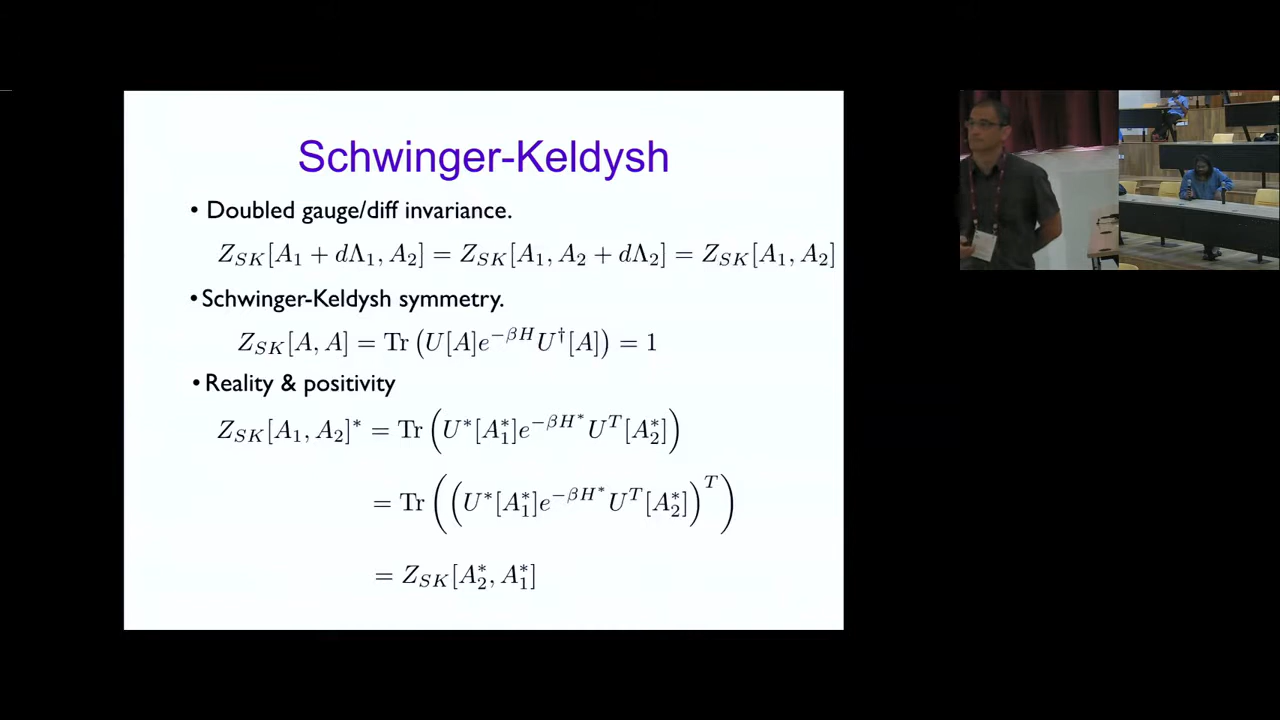 Schwinger-Keldysh
• Doubled gauge/diff invariance.
Z_{SK}[A_1 + dΛ_1, A_2] = Z_{SK}[A_1, A_2 + dΛ_2] = Z_{SK}[A_1, A_2]
• Schwinger-Keldysh symmetry.
Z_{SK}[A, A] = Tr (U[A]e^{−βH}U^†[A]) = 1
• Reality & positivity
Z_{SK}[A_1, A_2]^* = Tr (U^*[A_1^*]e^{−βH^*}U^T[A_2^*])
= Tr ((U^*[A_1^*]e^{−βH^*}U^T[A_2^*])^T)
= Z_{SK}[A_2^*, A_1^*]